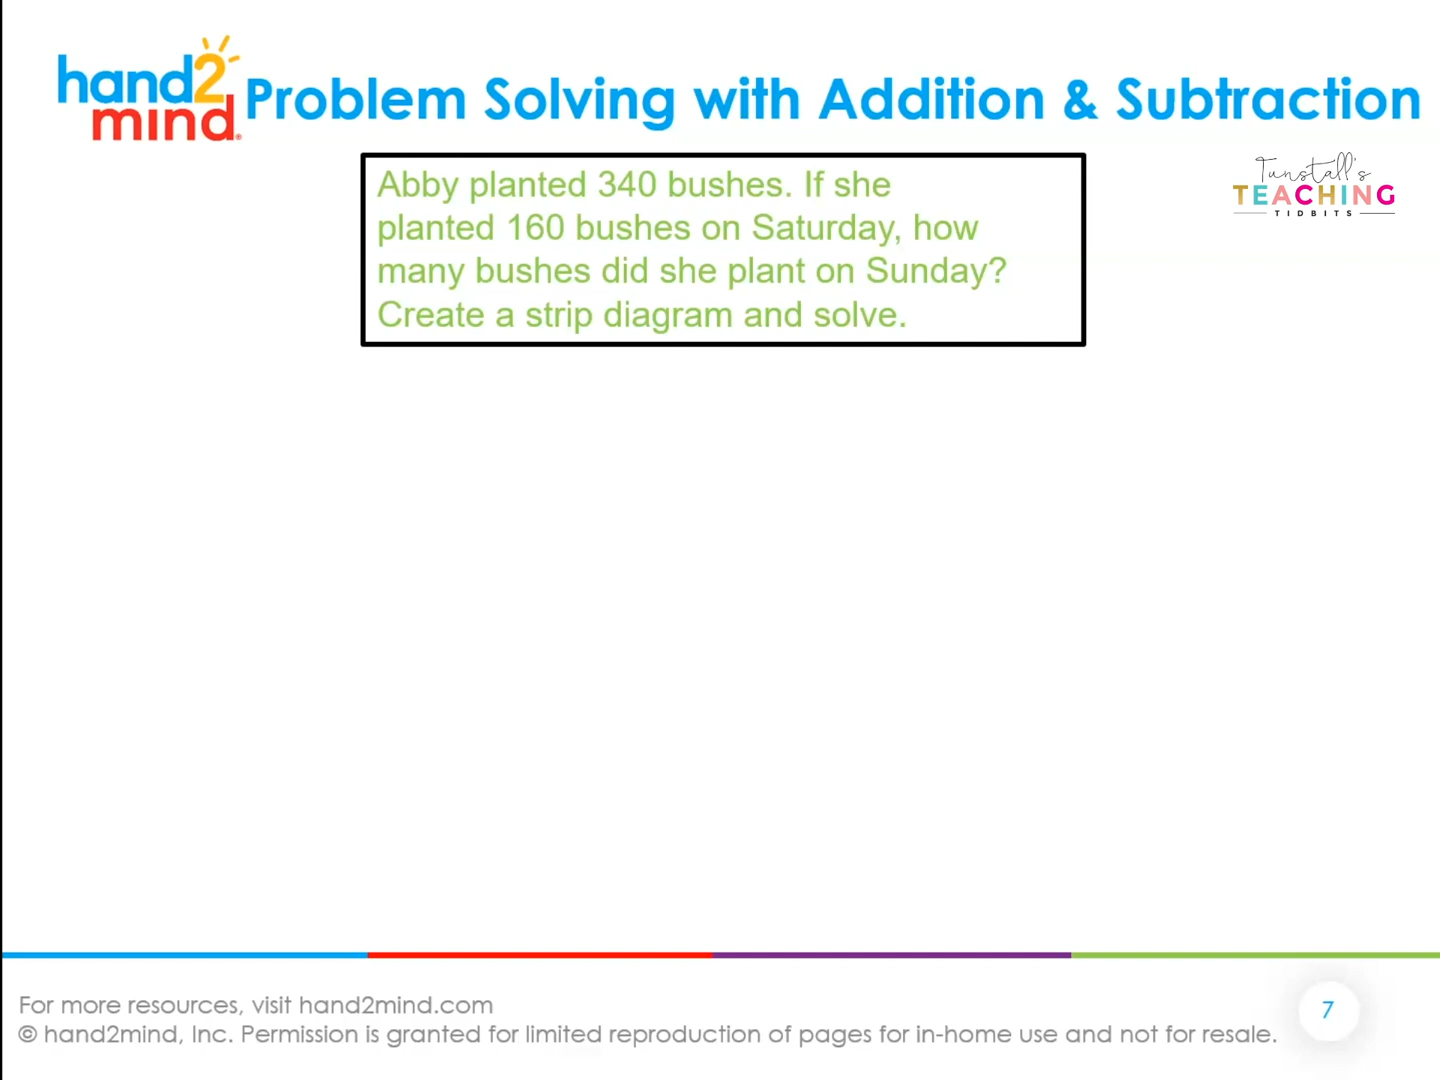 hand2
mind®
Problem Solving with Addition & Subtraction
Tunstall's
TEACHING
TIDBITS
Abby planted 340 bushes. If she
planted 160 bushes on Saturday, how
many bushes did she plant on Sunday?
Create a strip diagram and solve.
For more resources, visit hand2mind.com
© hand2mind, Inc. Permission is granted for limited reproduction of pages for in-home use and not for resale.
7